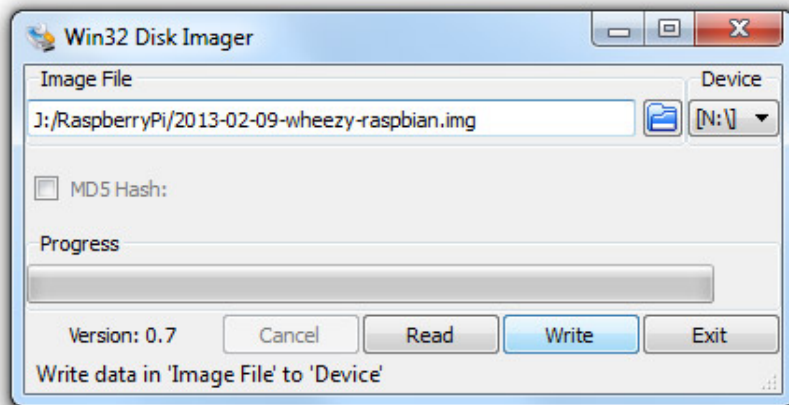 Win32 Disk Imager
Image File
Device
J:/RaspberryPi/2013-02-09-wheezy-raspbian.img
[N:\]
MD5 Hash:
Progress
Version: 0.7 Cancel Read Write Exit
Write data in 'Image File' to 'Device'